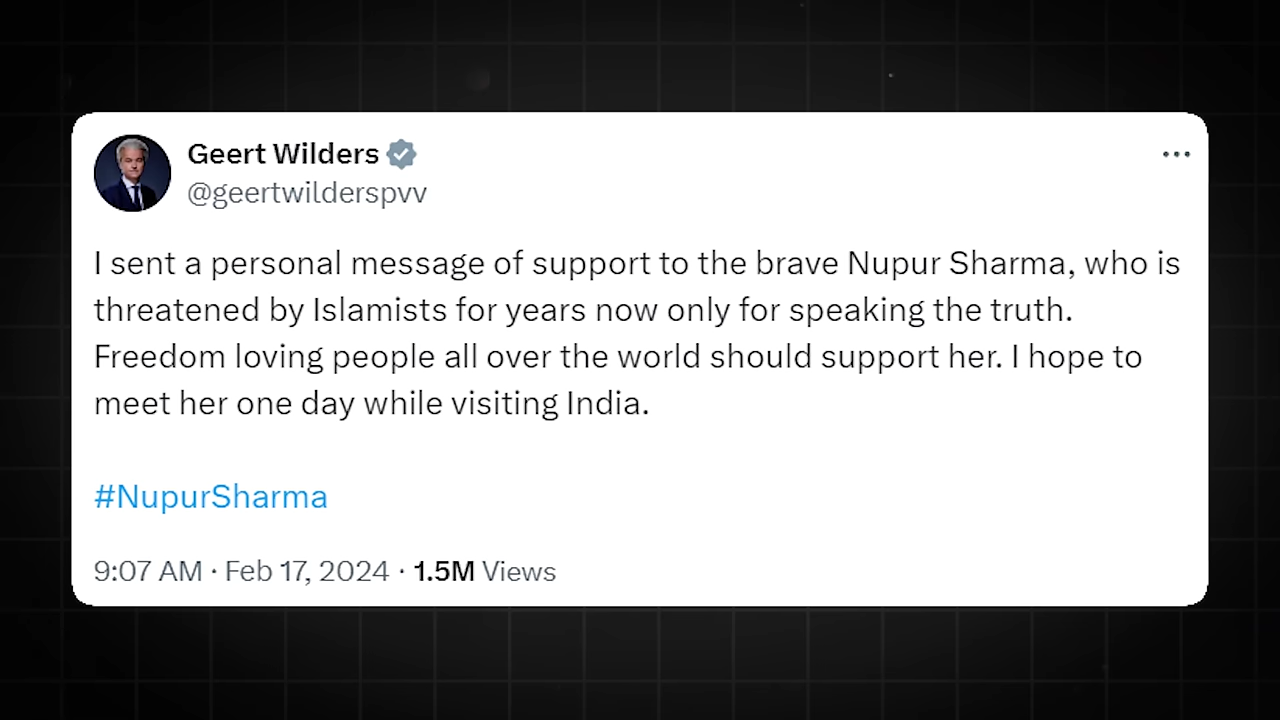 Geert Wilders
@geertwilderspvv
I sent a personal message of support to the brave Nupur Sharma, who is
threatened by Islamists for years now only for speaking the truth.
Freedom loving people all over the world should support her. I hope to
meet her one day while visiting India.
#NupurSharma
9:07 AM · Feb 17, 2024 · 1.5M Views